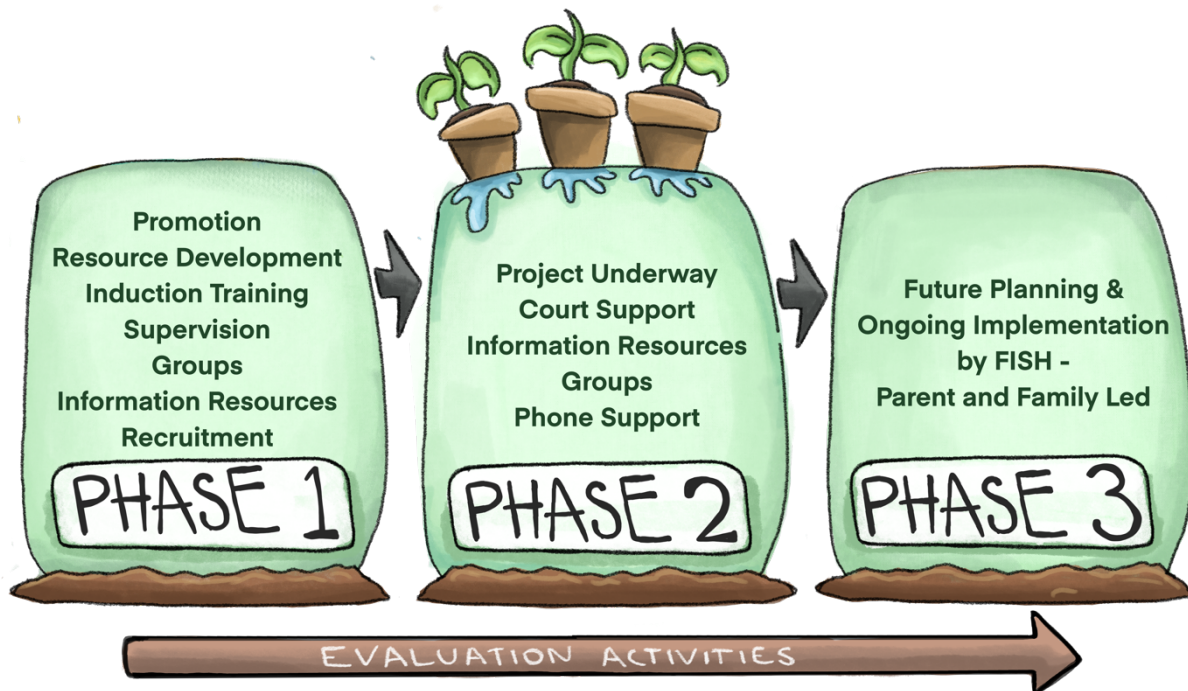 Promotion
Resource Development
Induction Training
Supervision
Groups
Information Resources
Recruitment
PHASE 1
Project Underway
Court Support
Information Resources
Groups
Phone Support
PHASE 2
Future Planning &
Ongoing Implementation
by FISH -
Parent and Family Led
PHASE 3
EVALUATION ACTIVITIES